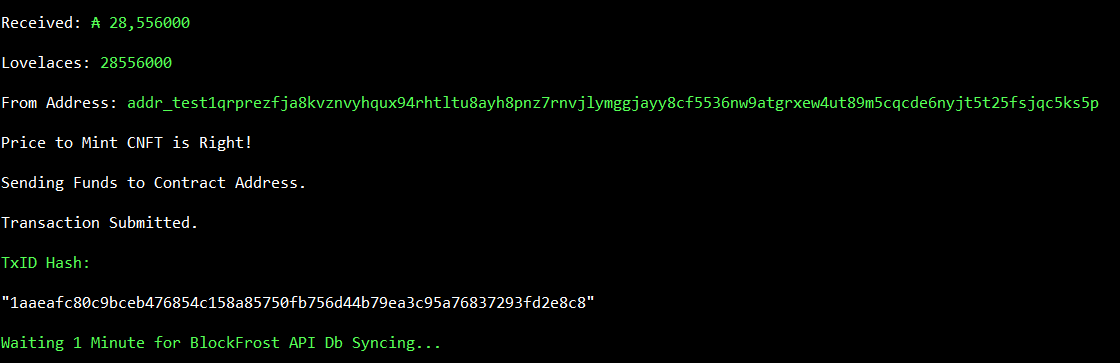 Received: ₳ 28,556000
Lovelaces: 28556000
From Address: addr_test1qrprezfja8kvznvyhqux94rhtltu8ayh8pnz7rnvjlymggjayy8cf5536nw9atgrxew4ut89m5cqcde6nyjt5t25fsjqc5ks5p
Price to Mint CNFT is Right!
Sending Funds to Contract Address.
Transaction Submitted.
TxID Hash:
"1aaeafc80c9bceb476854c158a85750fb756d44b79ea3c95a76837293fd2e8c8"
Waiting 1 Minute for BlockFrost API Db Syncing...